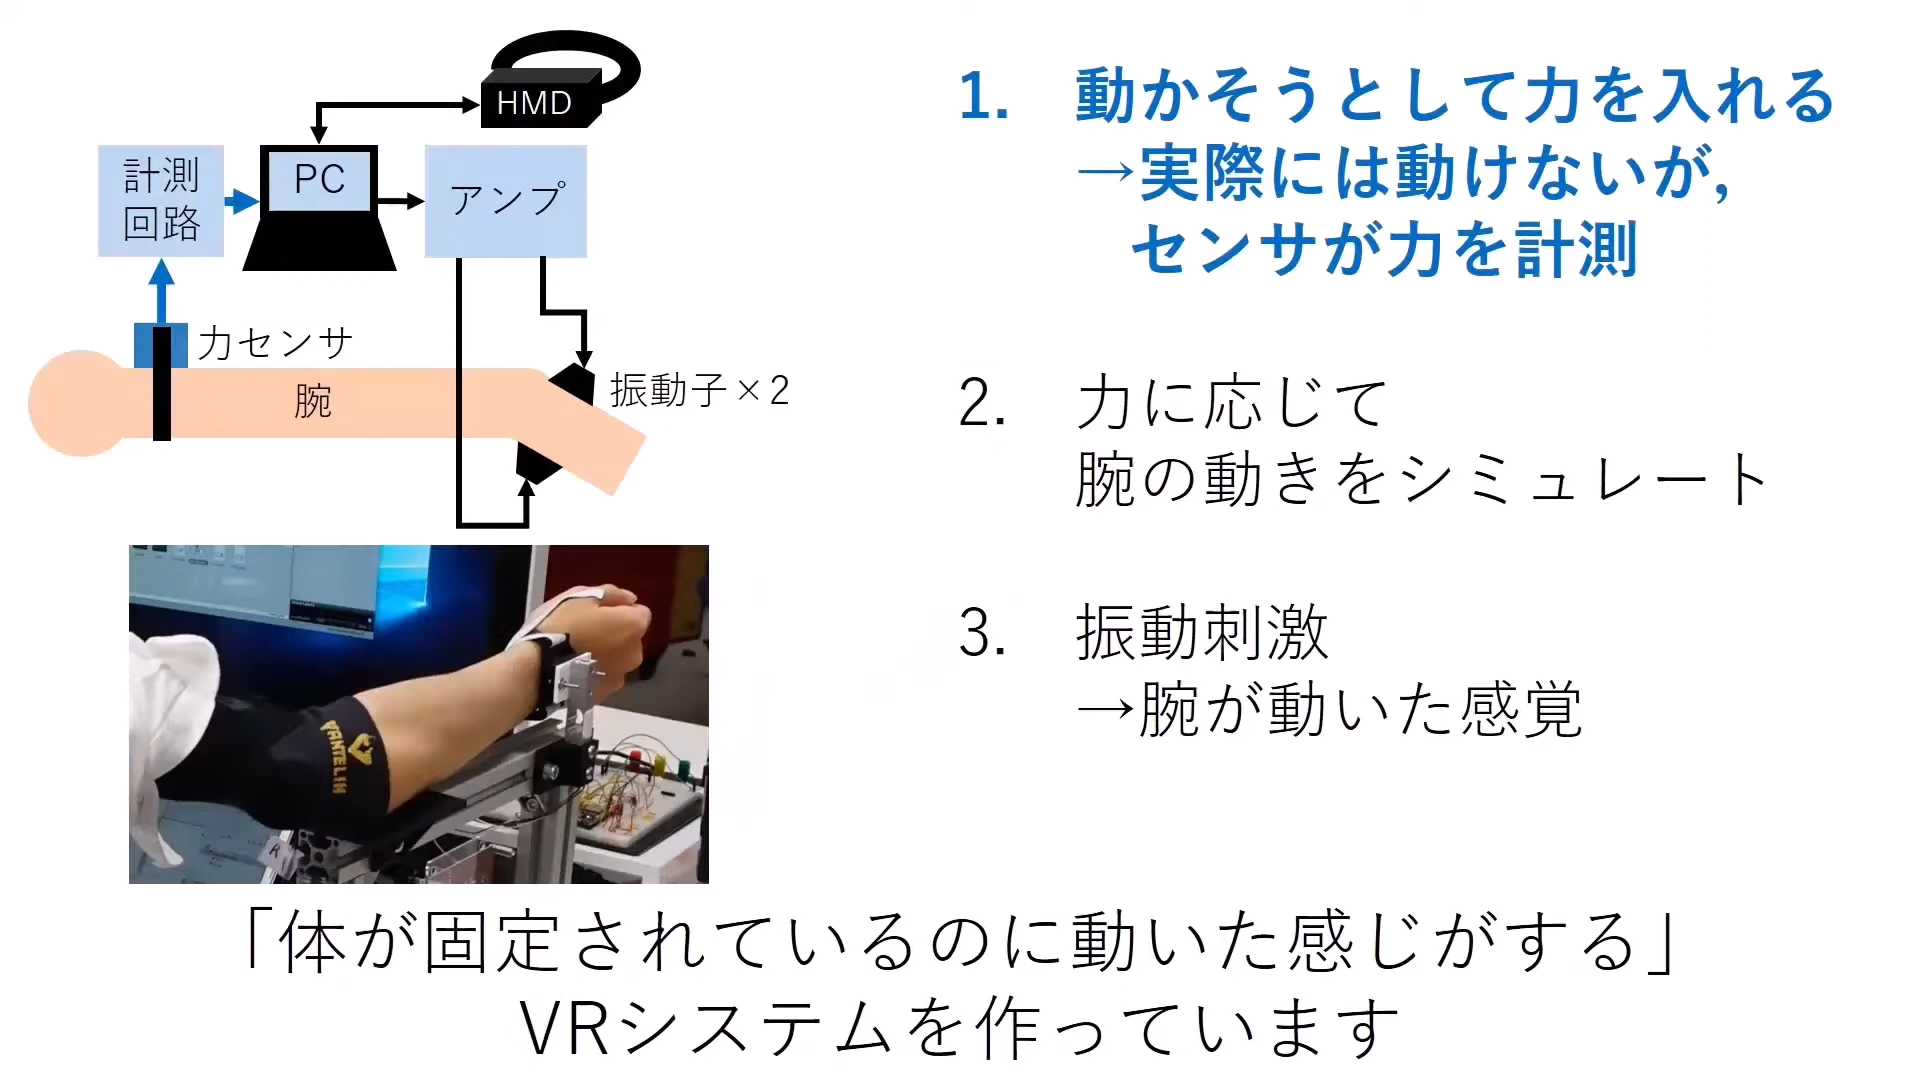 HMD
計測
回路
PC
アンプ
力センサ
腕
振動子×2
1. 動かそうとして力を入れる
→実際には動けないが,
センサが力を計測
2. 力に応じて
腕の動きをシミュレート
3. 振動刺激
→腕が動いた感覚
VANTELIN
R
「体が固定されているのに動いた感じがする」
VRシステムを作っています